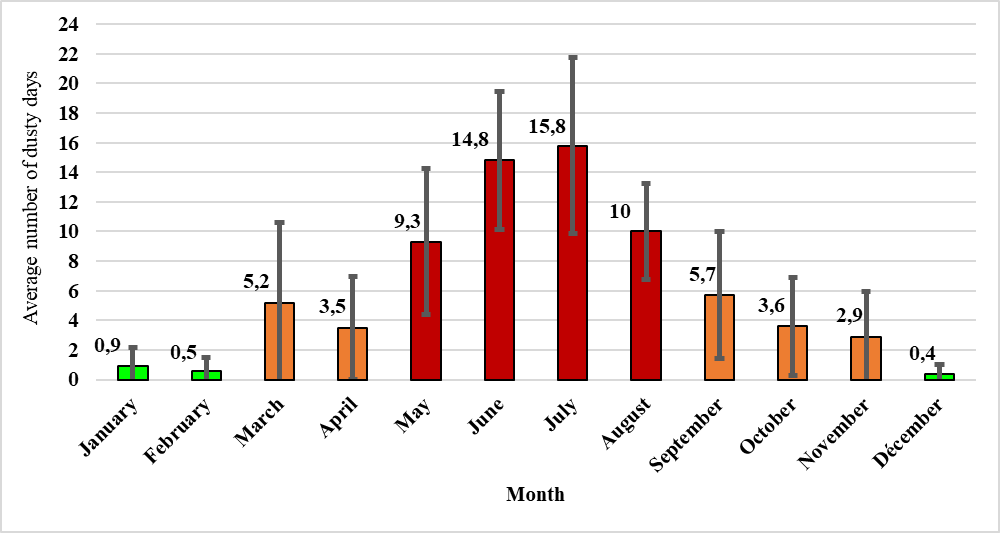 Average number of dusty days
24
22
20
18
16
14
12
10
8
6
4
2
0
0,9
0,5
5,2
3,5
9,3
14,8
15,8
10
5,7
3,6
2,9
0,4
January
February
March
April
May
June
July
August
September
October
November
Décember
Month